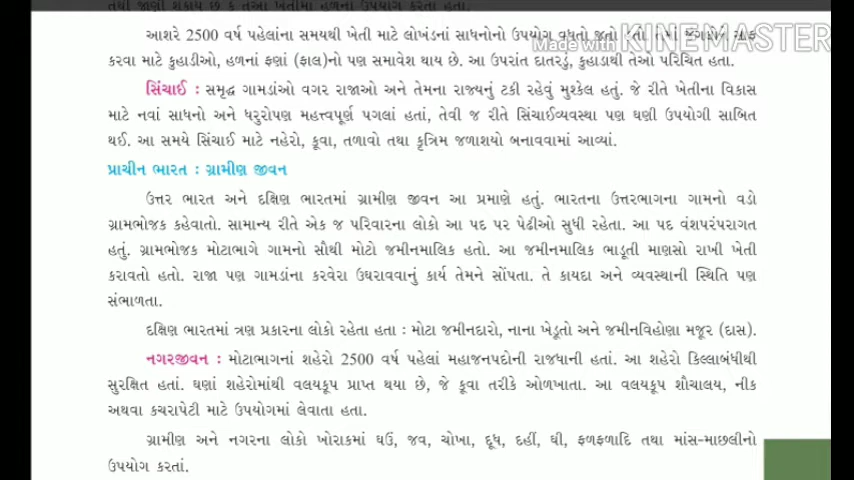 તેથી જાણી શકાય છે કે તેઓ ખેતીમાં હળનો ઉપયોગ કરતા હતા.
આશરે 2500 વર્ષ પહેલાંના સમયથી ખેતી માટે લોખંડનાં સાધનોનો ઉપયોગ વધતો જતો હતો.
Made with KINEMASTER
કરવા માટે કુહાડીઓ, હળનાં ફણાં (ફાલ)નો પણ સમાવેશ થાય છે. આ ઉપરાંત દાતરડું, કુહાડાથી તેઓ પરિચિત હતા.
સિંચાઈ : સમૃદ્ધ ગામડાંઓ વગર રાજાઓ અને તેમના રાજ્યનું ટકી રહેવું મુશ્કેલ હતું. જે રીતે ખેતીના વિકાસ
માટે નવાં સાધનો અને ધરુરોપણ મહત્ત્વપૂર્ણ પગલાં હતાં, તેવી જ રીતે સિંચાઈવ્યવસ્થા પણ ઘણી ઉપયોગી સાબિત
થઈ. આ સમયે સિંચાઈ માટે નહેરો, કૂવા, તળાવો તથા કૃત્રિમ જળાશયો બનાવવામાં આવ્યાં.
પ્રાચીન ભારત : ગ્રામીણ જીવન
ઉત્તર ભારત અને દક્ષિણ ભારતમાં ગ્રામીણ જીવન આ પ્રમાણે હતું. ભારતના ઉત્તરભાગના ગામનો વડો
ગ્રામભોજક કહેવાતો. સામાન્ય રીતે એક જ પરિવારના લોકો આ પદ પર પેઢીઓ સુધી રહેતા. આ પદ વંશપરંપરાગત
હતું. ગ્રામભોજક મોટાભાગે ગામનો સૌથી મોટો જમીનમાલિક હતો. આ જમીનમાલિક ભાડૂતી માણસો રાખી ખેતી
કરાવતો હતો. રાજા પણ ગામડાંના કરવેરા ઉઘરાવવાનું કાર્ય તેમને સોંપતા. તે કાયદા અને વ્યવસ્થાની સ્થિતિ પણ
સંભાળતા.
દક્ષિણ ભારતમાં ત્રણ પ્રકારના લોકો રહેતા હતા : મોટા જમીનદારો, નાના ખેડૂતો અને જમીનવિહોણા મજૂર (દાસ).
નગરજીવન : મોટાભાગનાં શહેરો 2500 વર્ષ પહેલાં મહાજનપદોની રાજધાની હતાં. આ શહેરો કિલ્લાબંધીથી
સુરક્ષિત હતાં. ઘણાં શહેરોમાંથી વલયકૂપ પ્રાપ્ત થયા છે, જે કૂવા તરીકે ઓળખાતા. આ વલયકૂપ શૌચાલય, નીક
અથવા કચરાપેટી માટે ઉપયોગમાં લેવાતા હતા.
ગ્રામીણ અને નગરના લોકો ખોરાકમાં ઘઉં, જવ, ચોખા, દૂધ, દહીં, ઘી, ફળફળાદિ તથા માંસ-માછલીનો
ઉપયોગ કરતાં.